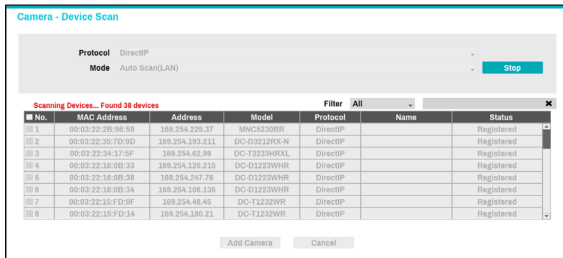 Camera - Device Scan
Protocol DirectIP
Mode Auto Scan(LAN) Stop
Scanning Devices... Found 38 devices Filter All
No. MAC Address Address Model Protocol Name Status
1 00:03:22:2B:96:59 169.254.229.37 MNC5230BR DirectIP Registered
2 00:03:22:35:7D:9D 169.254.193.211 DC-D3212RX-N DirectIP Registered
3 00:03:22:34:17:5F 169.254.62.99 DC-T3233HRXL DirectIP Registered
4 00:03:22:16:0B:33 169.254.120.215 DC-D1223WHR DirectIP Registered
5 00:03:22:16:0B:38 169.254.247.76 DC-D1223WHR DirectIP Registered
6 00:03:22:16:0B:34 169.254.106.136 DC-D1223WHR DirectIP Registered
7 00:03:22:15:FD:0F 169.254.48.45 DC-T1232WR DirectIP Registered
8 00:03:22:15:FD:14 169.254.180.21 DC-T1232WR DirectIP Registered
Add Camera Cancel